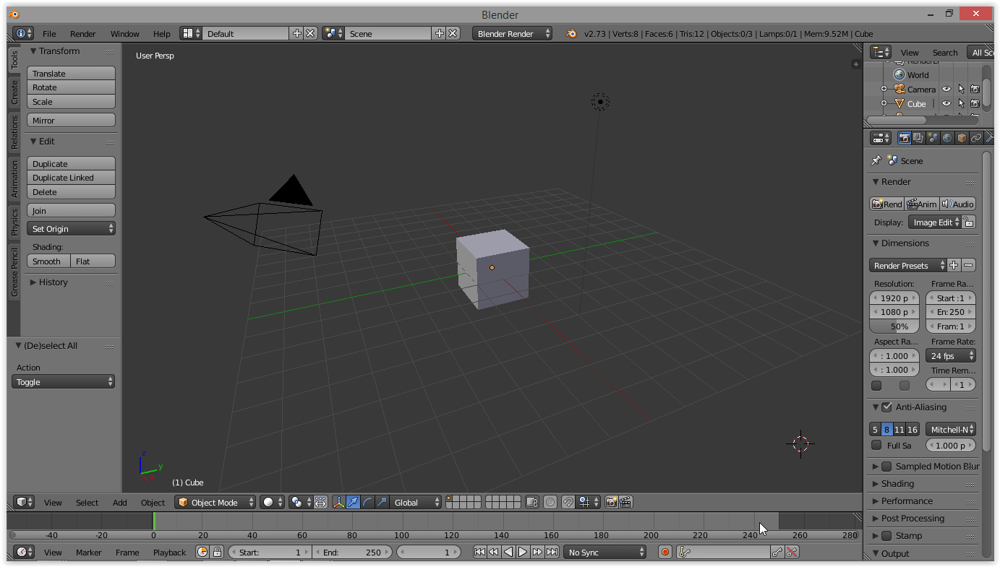 Blender
File Render Window Help Default Scene Blender Render v2.73 | Verts:8 | Faces:6 | Tris:12 | Objects:0/3 | Lamps:0/1 | Mem:9.52M | Cube
Tools
Create
Relations
Animation
Physics
Grease Pencil
Transform
Translate
Rotate
Scale
Mirror
Edit
Duplicate
Duplicate Linked
Delete
Join
Set Origin
Shading:
Smooth Flat
History
(De)select All
Action
Toggle
User Persp
z
y
x
(1) Cube
View Search All Sc
World
Camera
Cube
Scene
Render
Rend Anim Audio
Display: Image Edit
Dimensions
Render Presets
Resolution: Frame Ra...
1920 p Start :1
1080 p En: 250
50% Fram: 1
Aspect Ra... Frame Rate:
: 1.000 24 fps
: 1.000 Time Rem...
1
Anti-Aliasing
5 8 11 16 Mitchell-N
Full Sa 1.000 p
Sampled Motion Blur
Shading
Performance
Post Processing
Stamp
Output
View Select Add Object Object Mode Global
-40 -20 0 20 40 60 80 100 120 140 160 180 200 220 240 260 280
View Marker Frame Playback Start: 1 End: 250 1 No Sync